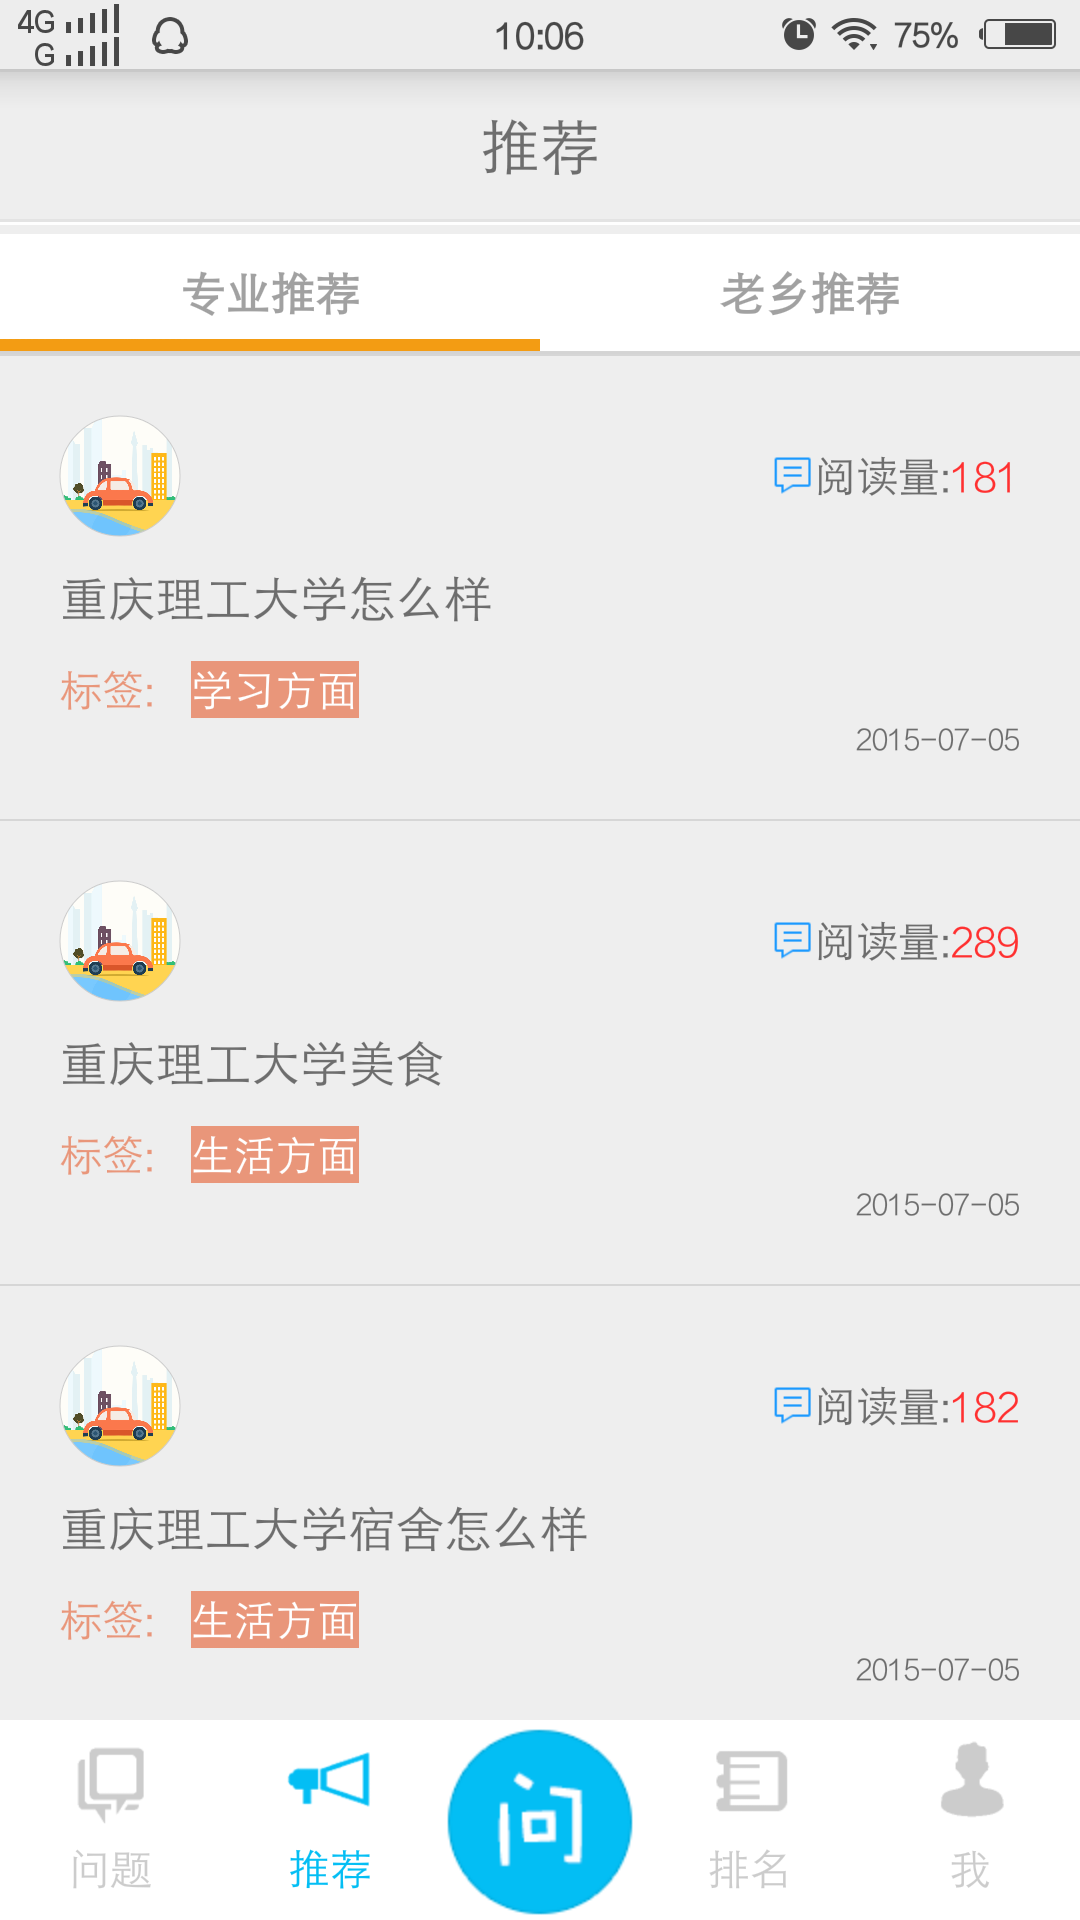 4G
G
10:06
75%
推荐
专业推荐
老乡推荐
阅读量:181
重庆理工大学怎么样
标签: 学习方面
2015-07-05
阅读量:289
重庆理工大学美食
标签: 生活方面
2015-07-05
阅读量:182
重庆理工大学宿舍怎么样
标签: 生活方面
2015-07-05
问
问题
推荐
排名
我